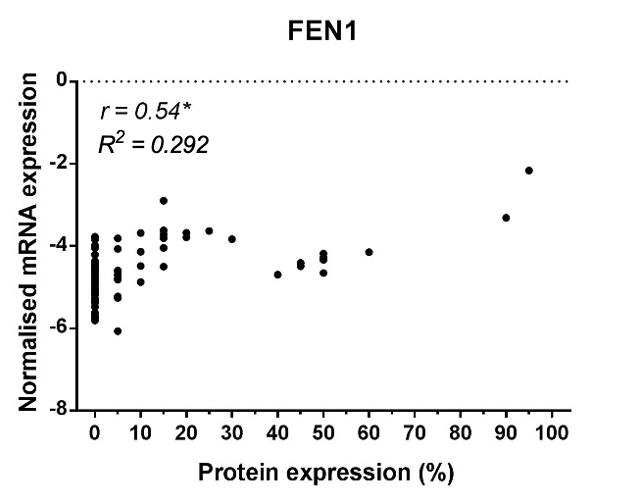 FEN1
Normalised mRNA expression
0
-2
-4
-6
-8
r = 0.54*
R² = 0.292
0 10 20 30 40 50 60 70 80 90 100
Protein expression (%)